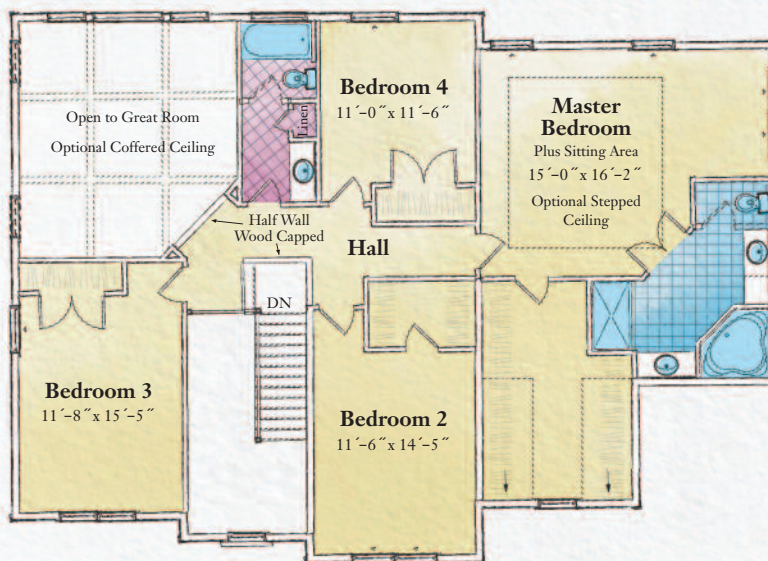 Open to Great Room
Optional Coffered Ceiling
Linen
Bedroom 4
11´-0˝ x 11´-6˝
Master
Bedroom
Plus Sitting Area
15´-0˝ x 16´-2˝
Optional Stepped
Ceiling
Half Wall
Wood Capped
Hall
DN
Bedroom 3
11´-8˝ x 15´-5˝
Bedroom 2
11´-6˝ x 14´-5˝